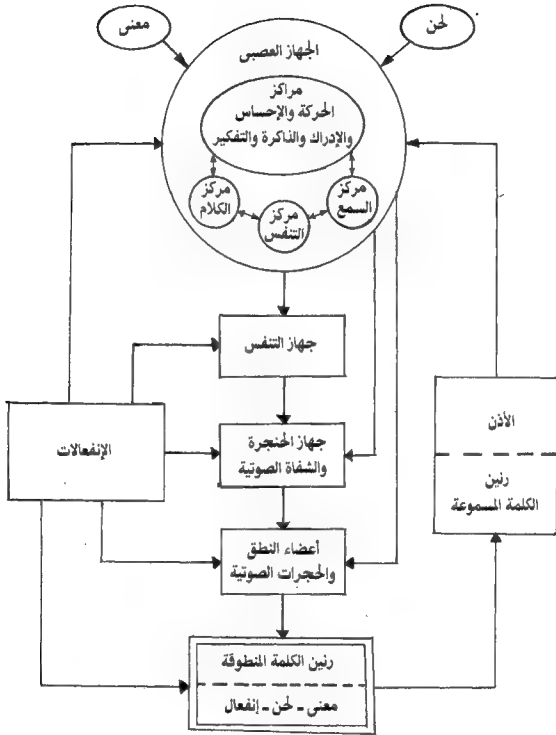 لحن
معنى
الجهاز العصبى
مراكز
الحركة والإحساس
والإدراك والذاكرة والتفكير
مركز
السمع
مركز
التنفس
مركز
الكلام
جهاز التنفس
جهاز الحنجرة
والشفاة الصوتية
الإنفعالات
الأذن
رنين
الكلمة المسموعة
أعضاء النطق
والحجرات الصوتية
رنين الكلمة المنطوقة
معنى - لحن - إنفعال